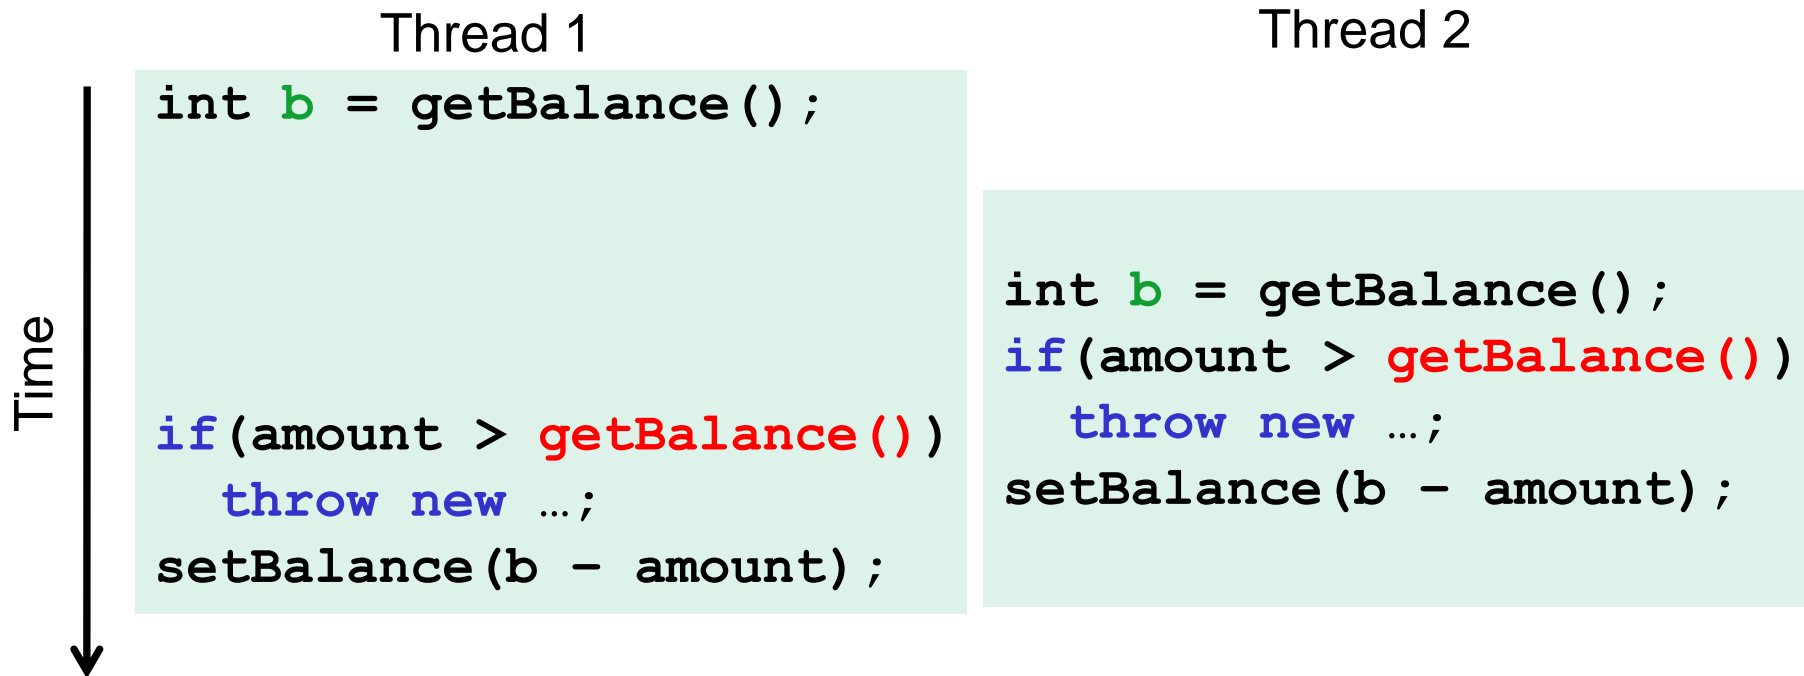 Thread 1
Thread 2
Time
int b = getBalance();
if(amount > getBalance())
throw new …;
setBalance(b – amount);
int b = getBalance();
if(amount > getBalance())
throw new …;
setBalance(b – amount);